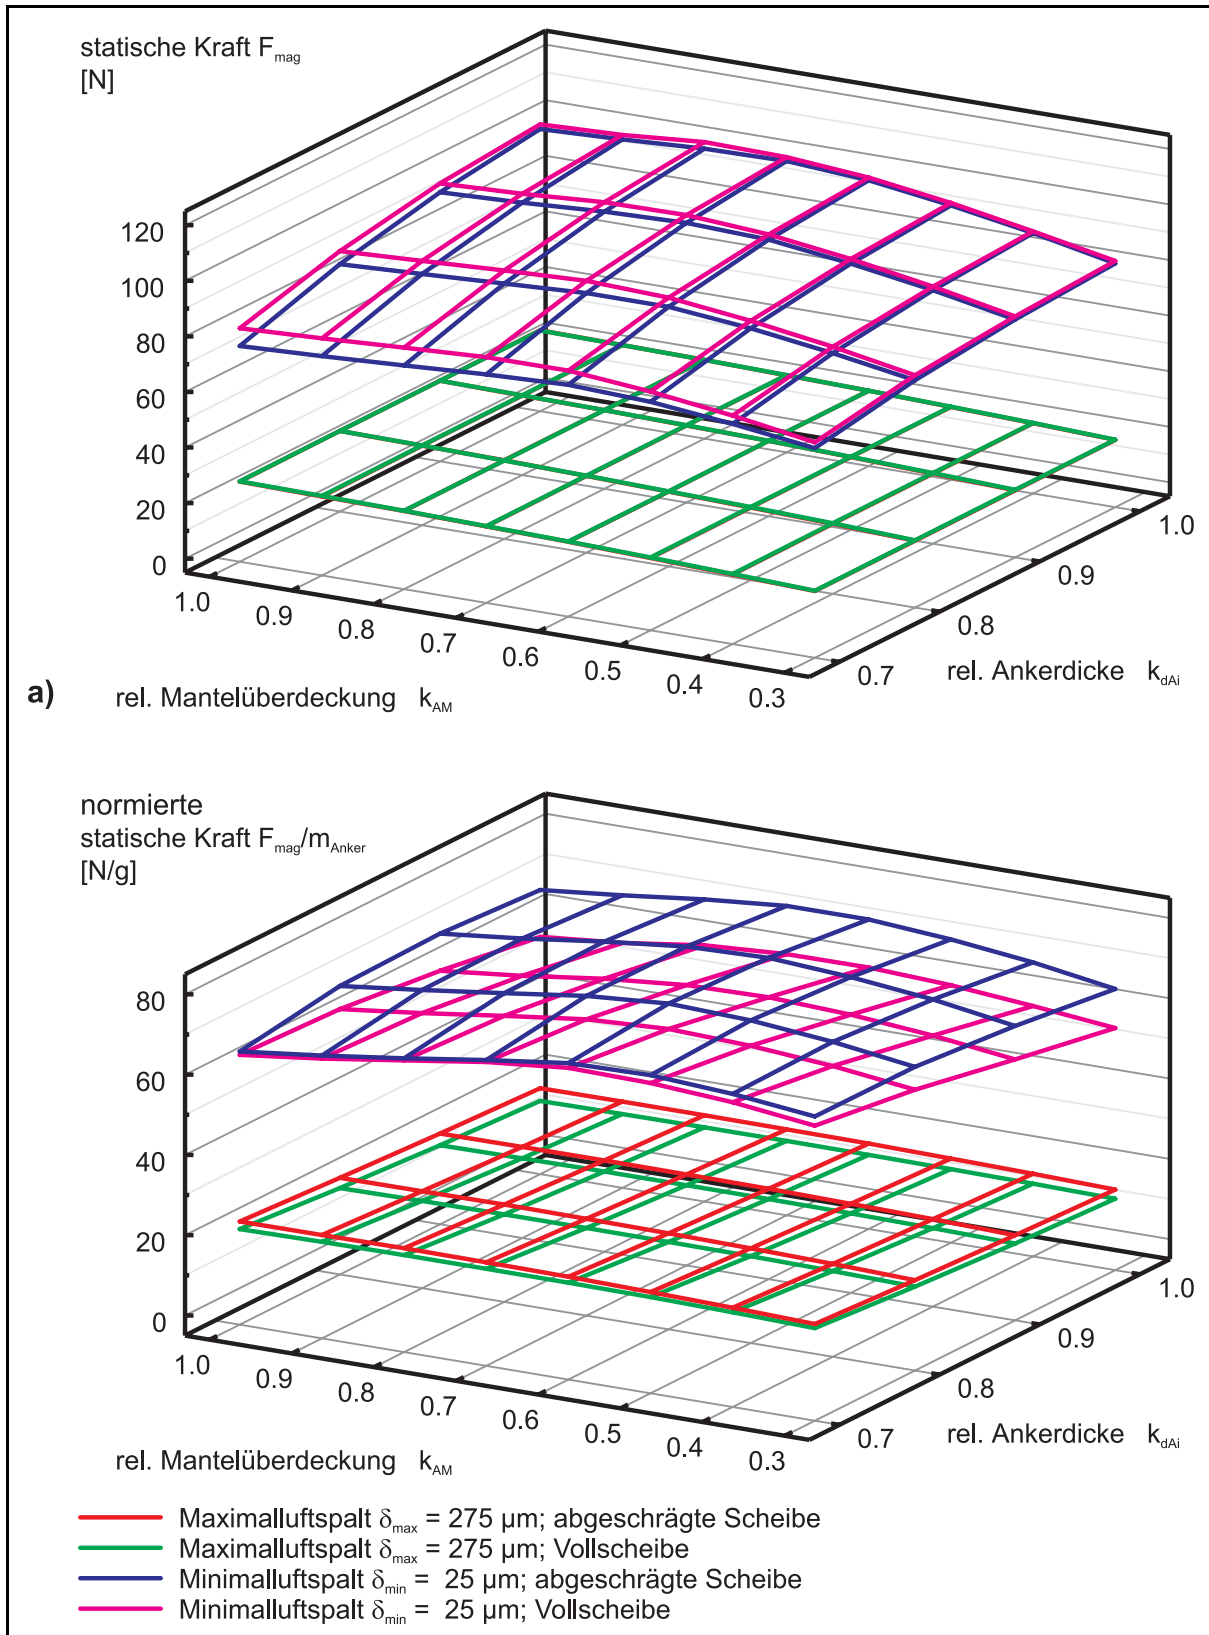 statische Kraft F_mag
[N]
120
100
80
60
40
20
0
1.0
0.9
0.8
0.7
0.6
0.5
0.4
0.3
0.7
0.8
0.9
1.0
a)
rel. Mantelüberdeckung k_AM
rel. Ankerdicke k_dAi
normierte
statische Kraft F_mag/m_Anker
[N/g]
80
60
40
20
0
1.0
0.9
0.8
0.7
0.6
0.5
0.4
0.3
0.7
0.8
0.9
1.0
rel. Mantelüberdeckung k_AM
rel. Ankerdicke k_dAi
Maximalluftspalt δ_max = 275 µm; abgeschrägte Scheibe
Maximalluftspalt δ_max = 275 µm; Vollscheibe
Minimalluftspalt δ_min = 25 µm; abgeschrägte Scheibe
Minimalluftspalt δ_min = 25 µm; Vollscheibe